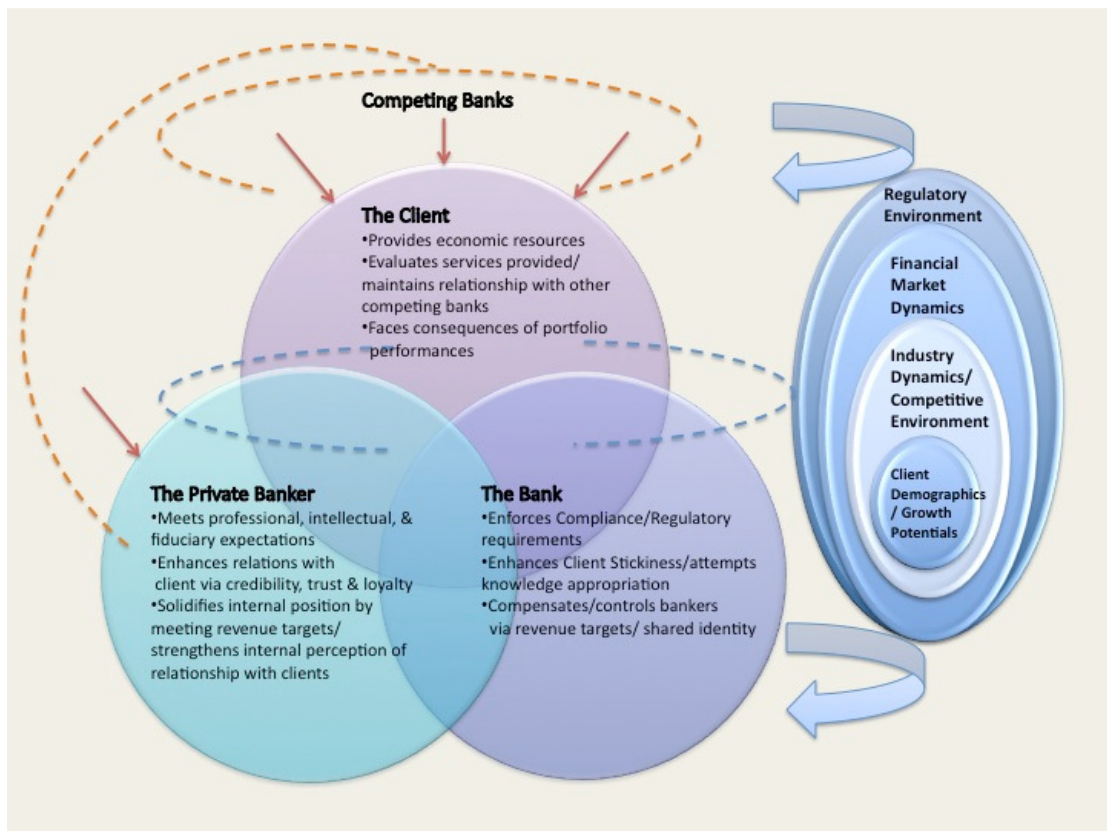 Competing Banks
The Client
•Provides economic resources
•Evaluates services provided/
maintains relationship with other
competing banks
•Faces consequences of portfolio
performances
The Private Banker
•Meets professional, intellectual, &
fiduciary expectations
•Enhances relations with
client via credibility, trust & loyalty
•Solidifies internal position by
meeting revenue targets/
strengthens internal perception of
relationship with clients
The Bank
•Enforces Compliance/Regulatory
requirements
•Enhances Client Stickiness/attempts
knowledge appropriation
•Compensates/controls bankers
via revenue targets/ shared identity
Regulatory
Environment
Financial
Market
Dynamics
Industry
Dynamics/
Competitive
Environment
Client
Demographics
/ Growth
Potentials